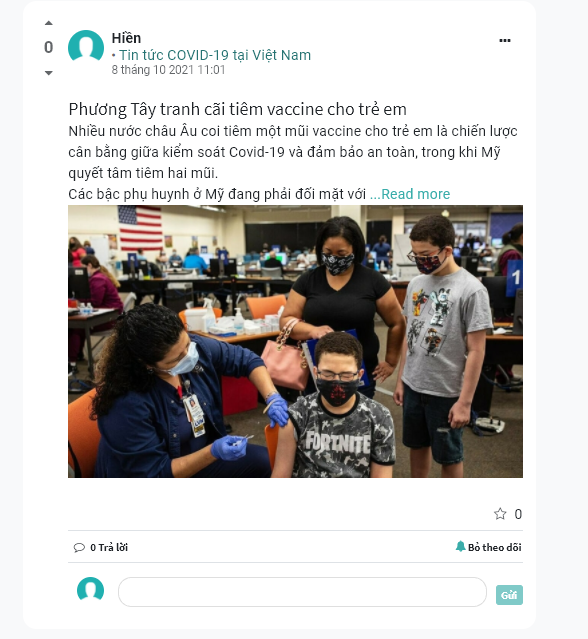 0
Hiền
• Tin tức COVID-19 tại Việt Nam
8 tháng 10 2021 11:01
Phương Tây tranh cãi tiêm vaccine cho trẻ em
Nhiều nước châu Âu coi tiêm một mũi vaccine cho trẻ em là chiến lược
cân bằng giữa kiểm soát Covid-19 và đảm bảo an toàn, trong khi Mỹ
quyết tâm tiêm hai mũi.
Các bậc phụ huynh ở Mỹ đang phải đối mặt với ...Read more
1
FORTNITE
0
0 Trả lời
Bỏ theo dõi
Gửi